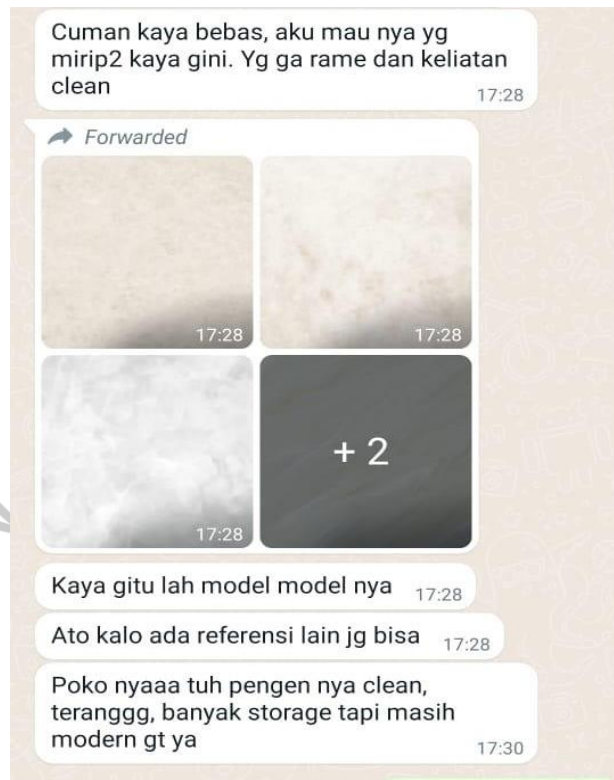 Cuman kaya bebas, aku mau nya yg
mirip2 kaya gini. Yg ga rame dan keliatan
clean
17:28
Forwarded
17:28
17:28
17:28
+ 2
Kaya gitu lah model model nya 17:28
Ato kalo ada referensi lain jg bisa 17:28
Poko nyaaa tuh pengen nya clean,
teranggg, banyak storage tapi masih
modern gt ya
17:30